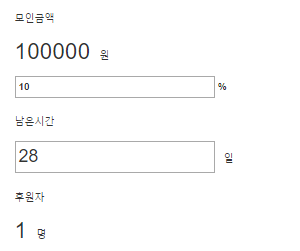 모인금액
100000 원
10 %
남은시간
28 일
후원자
1 명